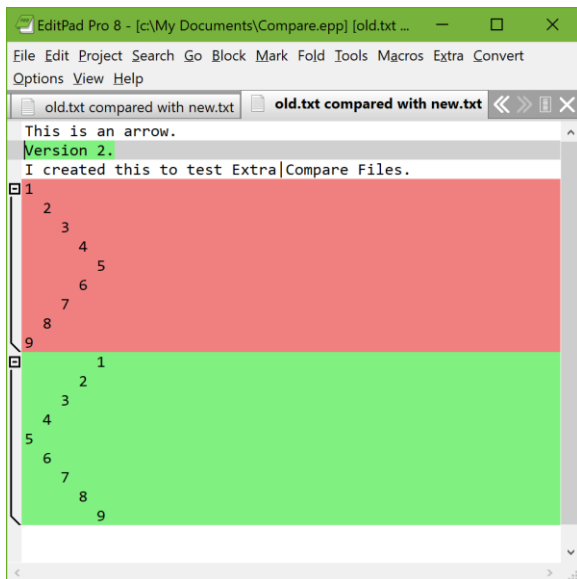 EditPad Pro 8 - [c:\My Documents\Compare.epp] [old.txt ...
File Edit Project Search Go Block Mark Fold Tools Macros Extra Convert
Options View Help
old.txt compared with new.txt old.txt compared with new.txt
This is an arrow.
Version 2.
I created this to test Extra|Compare Files.
1
2
3
4
5
6
7
8
9
1
2
3
4
5
6
7
8
9